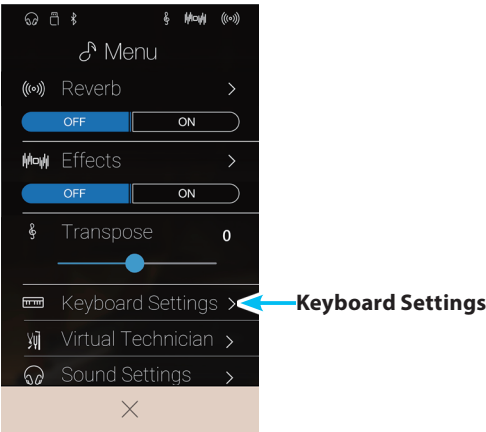 Menu
Reverb
OFF ON
Effects
OFF ON
Transpose 0
Keyboard Settings
Keyboard Settings
Virtual Technician
Sound Settings